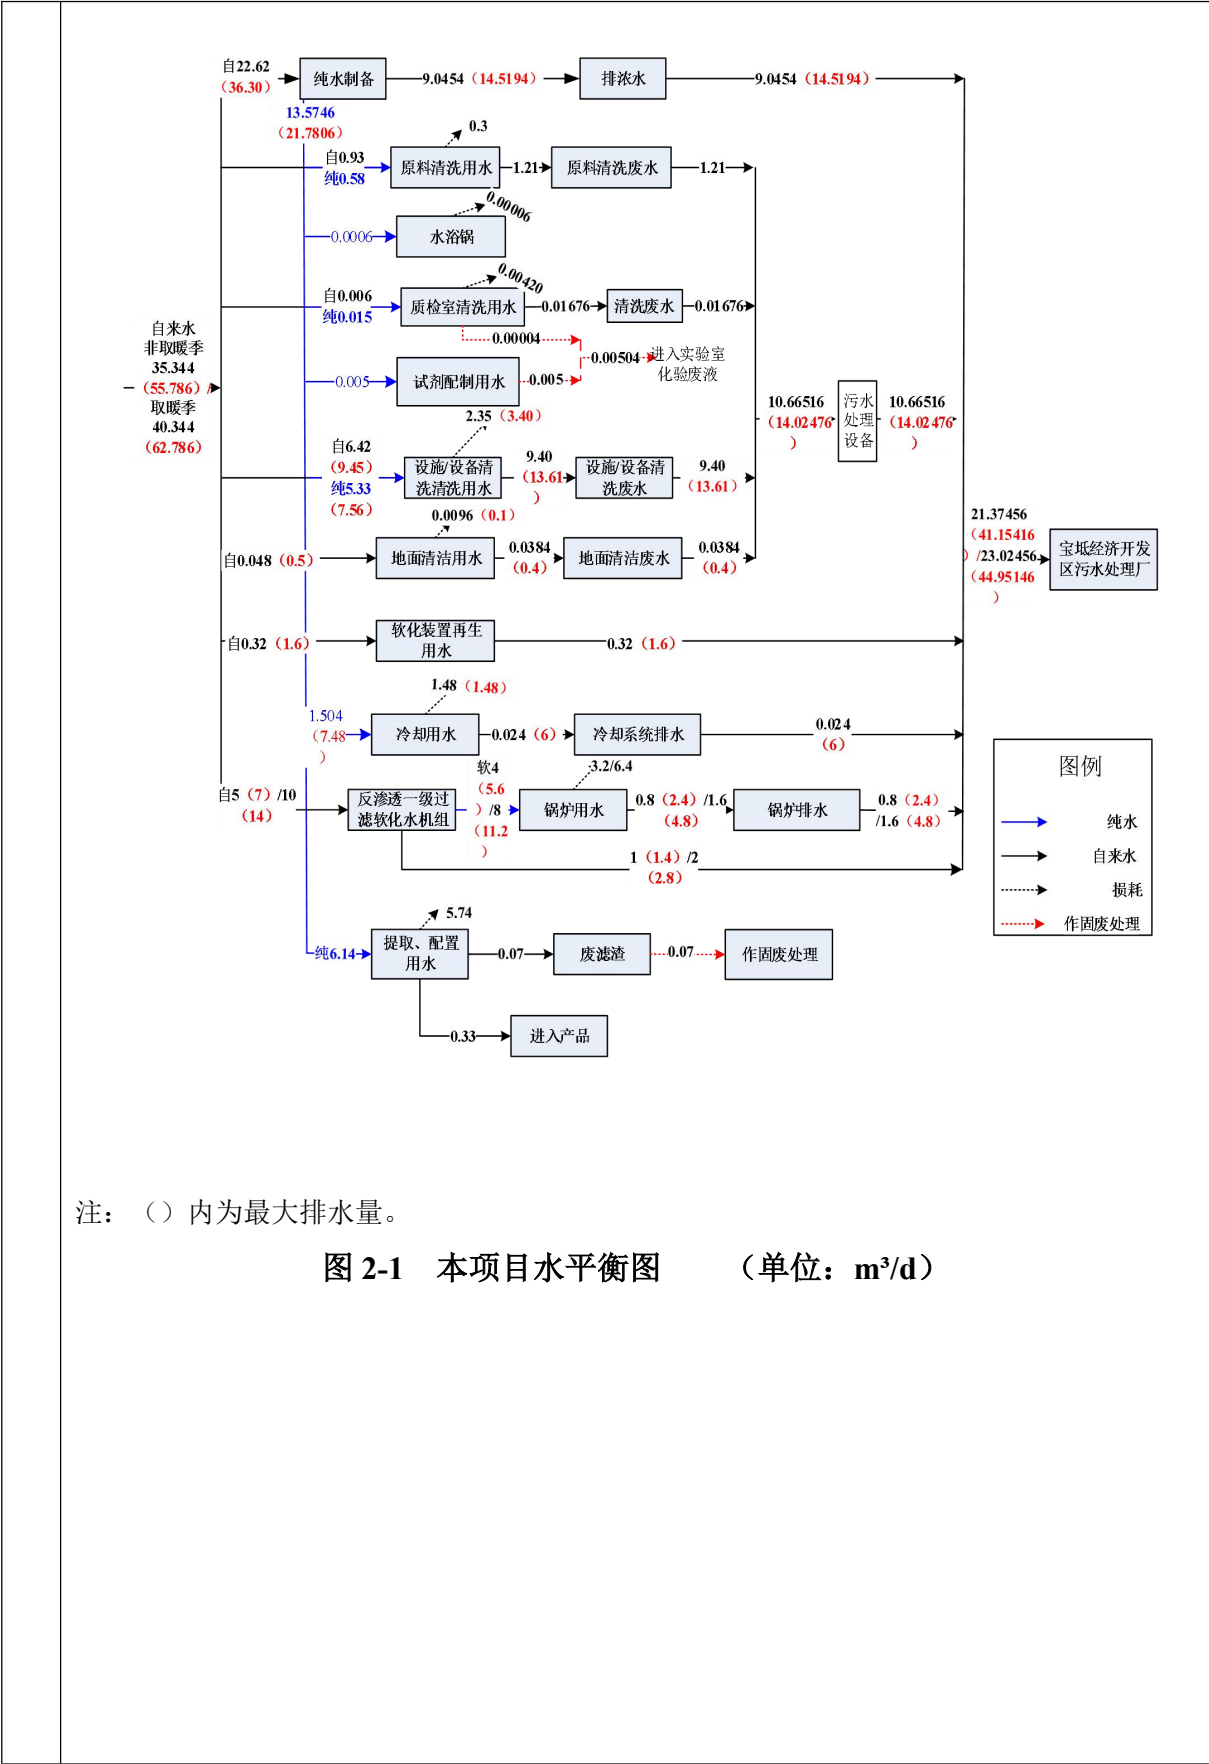 自22.62
（36.30）
纯水制备
9.0454（14.5194）
排浓水
9.0454（14.5194）
13.5746
（21.7806）
0.3
自0.93
纯0.58
原料清洗用水
1.21
原料清洗废水
1.21
0.00006
0.0006
水浴锅
0.00420
自0.006
纯0.015
质检室清洗用水
0.01676
清洗废水
0.01676
0.00004
0.00504
进入实验室
化验废液
自来水
非取暖季
35.344
（55.786）/
取暖季
40.344
（62.786）
0.005
试剂配制用水
0.005
2.35（3.40）
10.66516
（14.02476
）
污水
处理
设备
10.66516
（14.02476
）
自6.42
（9.45）
纯5.33
（7.56）
设施/设备清
洗清洗用水
9.40
（13.61
）
设施/设备清
洗废水
9.40
（13.61）
0.0096（0.1）
自0.048（0.5）
地面清洁用水
0.0384
（0.4）
地面清洁废水
0.0384
（0.4）
21.37456
（41.15416
）/23.02456
（44.95146
）
宝坻经济开发
区污水处理厂
自0.32（1.6）
软化装置再生
用水
0.32（1.6）
1.48（1.48）
1.504
（7.48
）
冷却用水
0.024（6）
冷却系统排水
0.024
（6）
自5（7）/10
（14）
反渗透一级过
滤软化水机组
软4
（5.6
）/8
（11.2
）
3.2/6.4
锅炉用水
0.8（2.4）/1.6
（4.8）
锅炉排水
0.8（2.4）
/1.6（4.8）
1（1.4）/2
（2.8）
图例
纯水
自来水
损耗
作固废处理
5.74
纯6.14
提取、配置
用水
0.07
废滤渣
0.07
作固废处理
0.33
进入产品
注：（）内为最大排水量。
图 2-1 本项目水平衡图 （单位：m³/d）